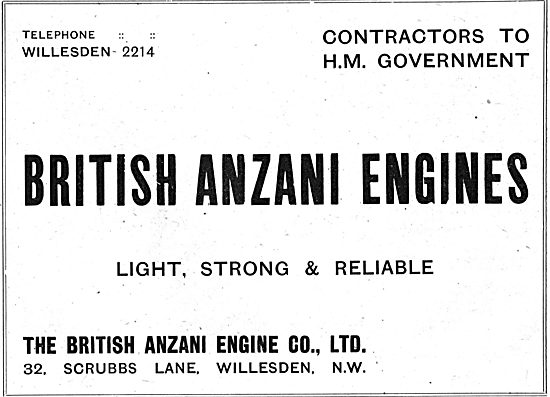 TELEPHONE :: ::
WILLESDEN- 2214
CONTRACTORS TO
H.M. GOVERNMENT
BRITISH ANZANI ENGINES
LIGHT, STRONG & RELIABLE
THE BRITISH ANZANI ENGINE CO., LTD.
32, SCRUBBS LANE, WILLESDEN, N.W.